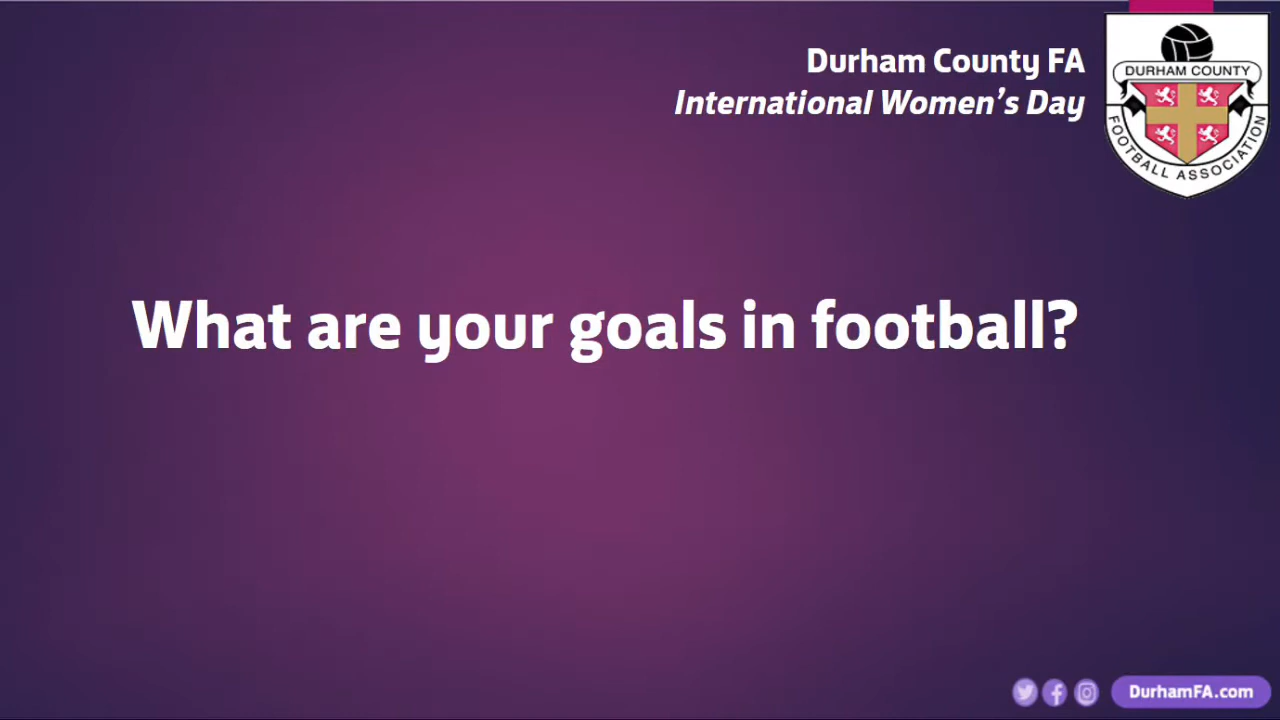 Durham County FA
International Women's Day
DURHAM COUNTY
FOOTBALL ASSOCIATION
What are your goals in football?
DurhamFA.com